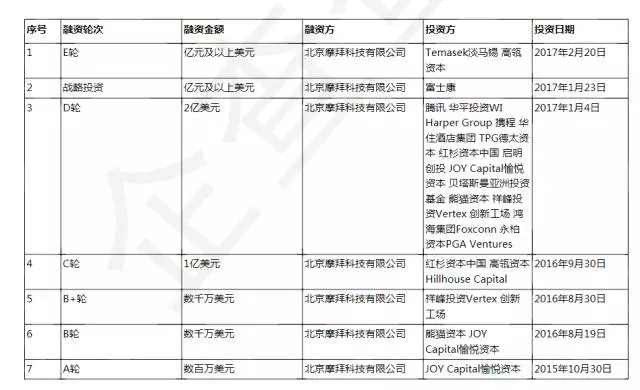 序号 融资轮次 融资金额 融资方 投资方 投资日期
1 E轮 亿元及以上美元 北京摩拜科技有限公司 Temasek淡马锡 高瓴 2017年2月20日
资本
2 战略投资 亿元及以上美元 北京摩拜科技有限公司 富士康 2017年1月23日
3 D轮 2亿美元 北京摩拜科技有限公司 腾讯 华平投资WI 2017年1月4日
Harper Group 携程 华
住酒店集团 TPG德太资
本 红杉资本中国 启明
创投 JOY Capital愉悦
资本 贝塔斯曼亚洲投资
基金 熊猫资本 祥峰投
资Vertex 创新工场 鸿
海集团Foxconn 永柏
资本PGA Ventures
4 C轮 1亿美元 北京摩拜科技有限公司 红杉资本中国 高瓴资本 2016年9月30日
Hillhouse Capital
5 B+轮 数千万美元 北京摩拜科技有限公司 祥峰投资Vertex 创新 2016年8月30日
工场
6 B轮 数千万美元 北京摩拜科技有限公司 熊猫资本 JOY 2016年8月19日
Capital愉悦资本
7 A轮 数百万美元 北京摩拜科技有限公司 JOY Capital愉悦资本 2015年10月30日
企查查